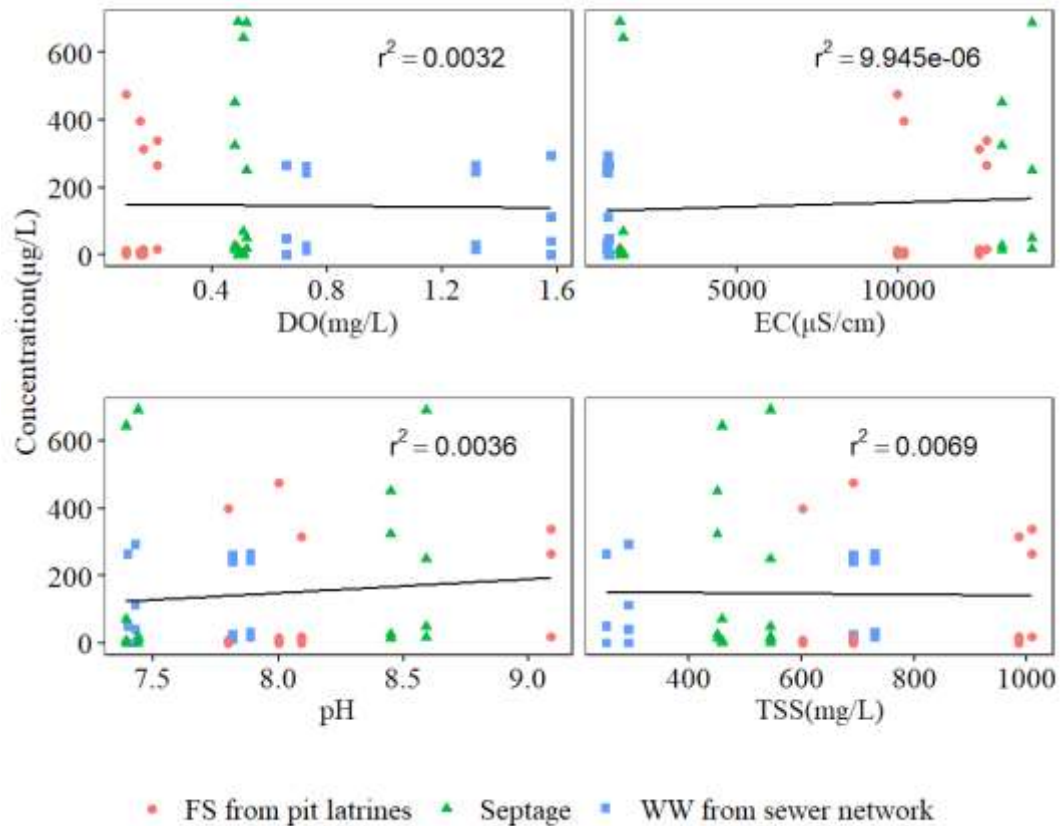 r² = 0.0032
r² = 9.945e-06
600
400
200
0
0.4 0.8 1.2 1.6
5000 10000
DO(mg/L)
EC(μS/cm)
Concentration(μg/L)
r² = 0.0036
r² = 0.0069
600
400
200
0
7.5 8.0 8.5 9.0
400 600 800 1000
pH
TSS(mg/L)
FS from pit latrines Septage WW from sewer network